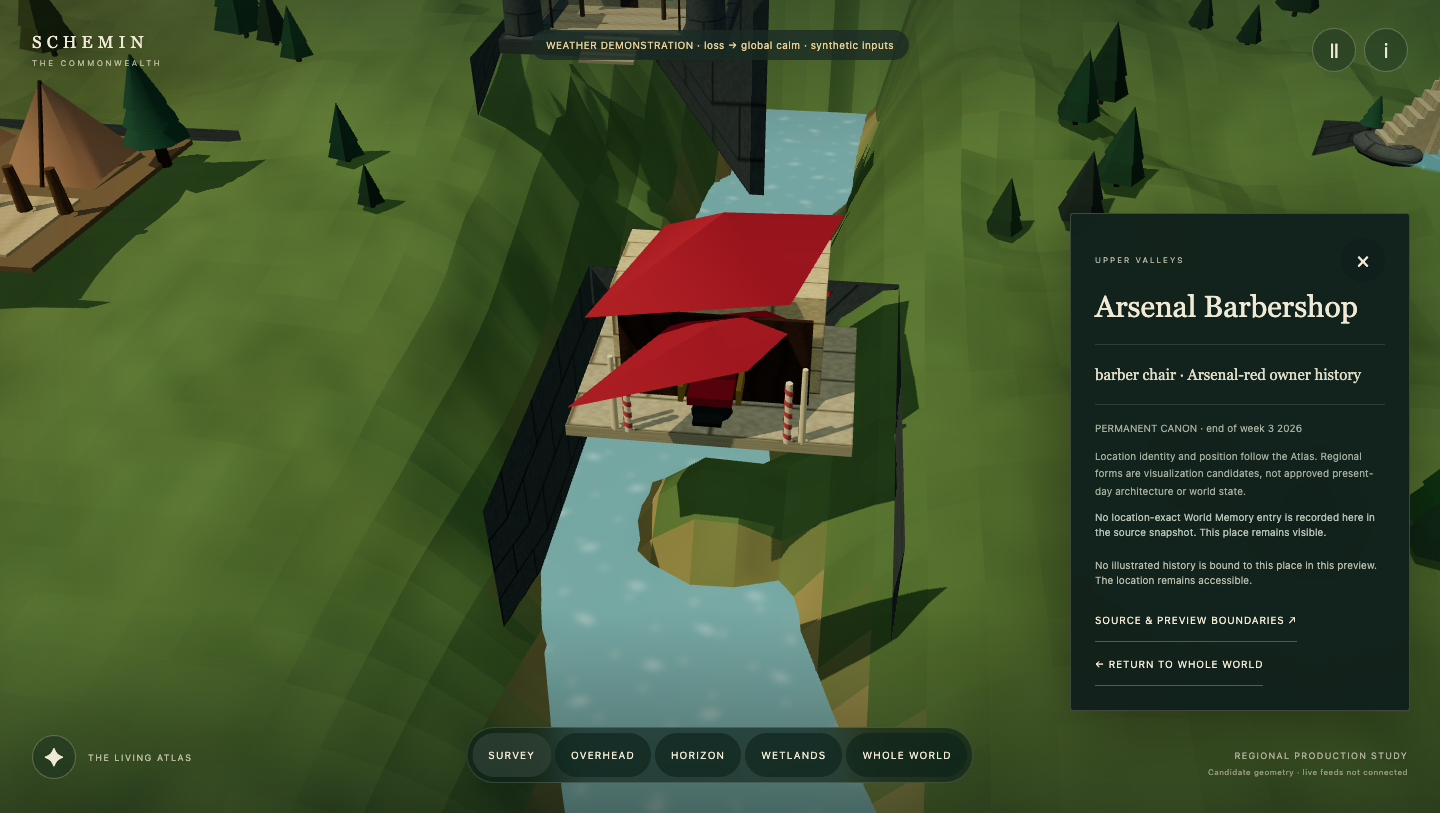 SCHEMIN
THE COMMONWEALTH
WEATHER DEMONSTRATION · loss → global calm · synthetic inputs
UPPER VALLEYS
Arsenal Barbershop
barber chair · Arsenal-red owner history
PERMANENT CANON · end of week 3 2026
Location identity and position follow the Atlas. Regional
forms are visualization candidates, not approved present-
day architecture or world state.
No location-exact World Memory entry is recorded here in
the source snapshot. This place remains visible.
No illustrated history is bound to this place in this preview.
The location remains accessible.
SOURCE & PREVIEW BOUNDARIES ↗
← RETURN TO WHOLE WORLD
THE LIVING ATLAS
SURVEY OVERHEAD HORIZON WETLANDS WHOLE WORLD
REGIONAL PRODUCTION STUDY
Candidate geometry · live feeds not connected